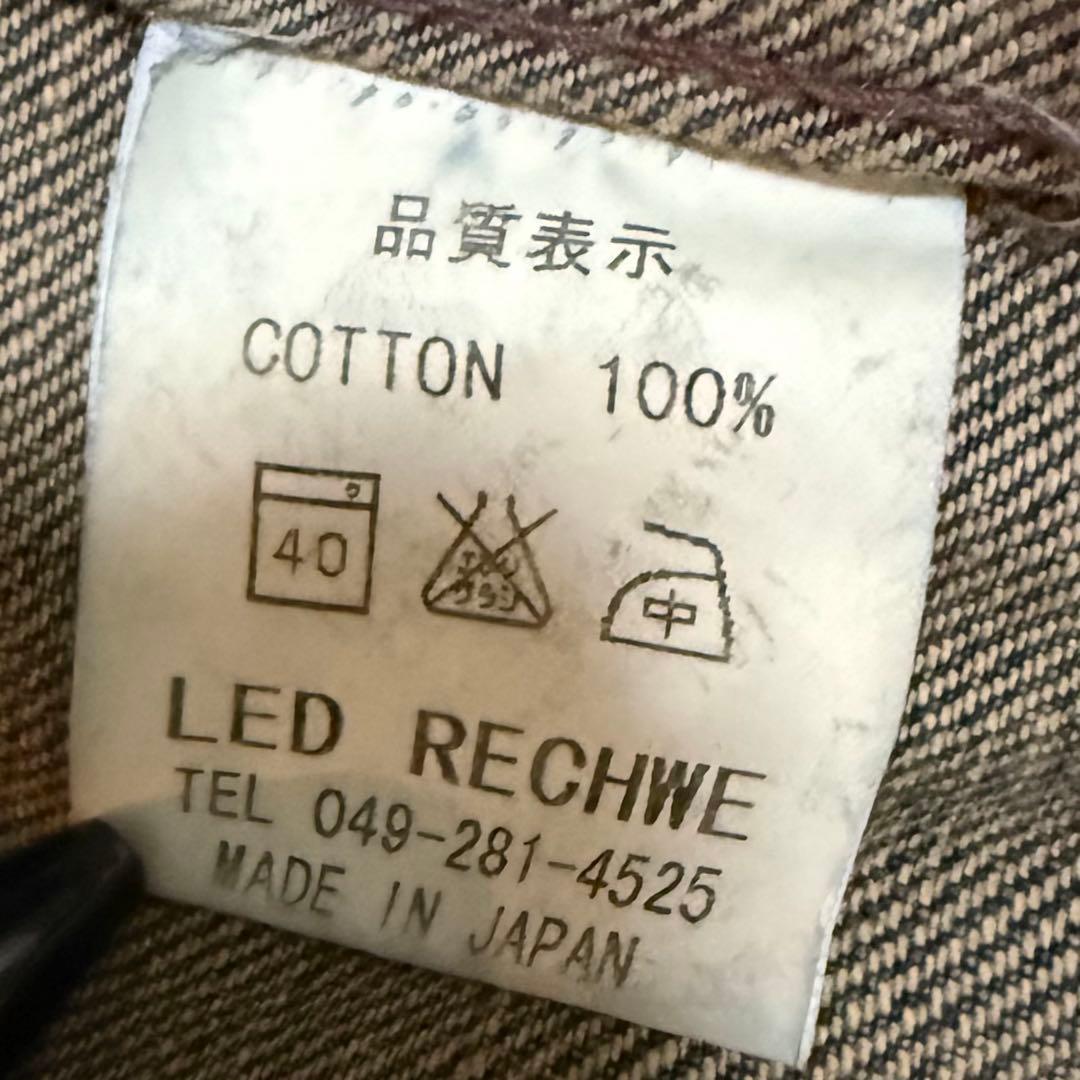 品質表示
COTTON 100%
40 中
LED RECHWE
TEL 049-281-4525
MADE IN JAPAN